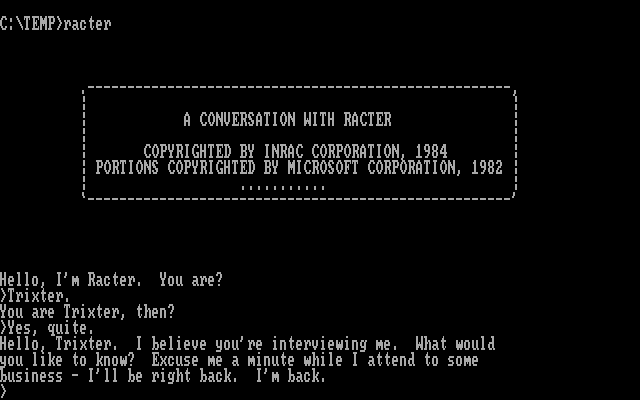 C:\TEMP>racter
A CONVERSATION WITH RACTER
COPYRIGHTED BY INRAC CORPORATION, 1984
PORTIONS COPYRIGHTED BY MICROSOFT CORPORATION, 1982
...........
Hello, I'm Racter.  You are?
>Trixter.
You are Trixter, then?
>Yes, quite.
Hello, Trixter.  I believe you're interviewing me.  What would
you like to know?  Excuse me a minute while I attend to some
business - I'll be right back.  I'm back.
>